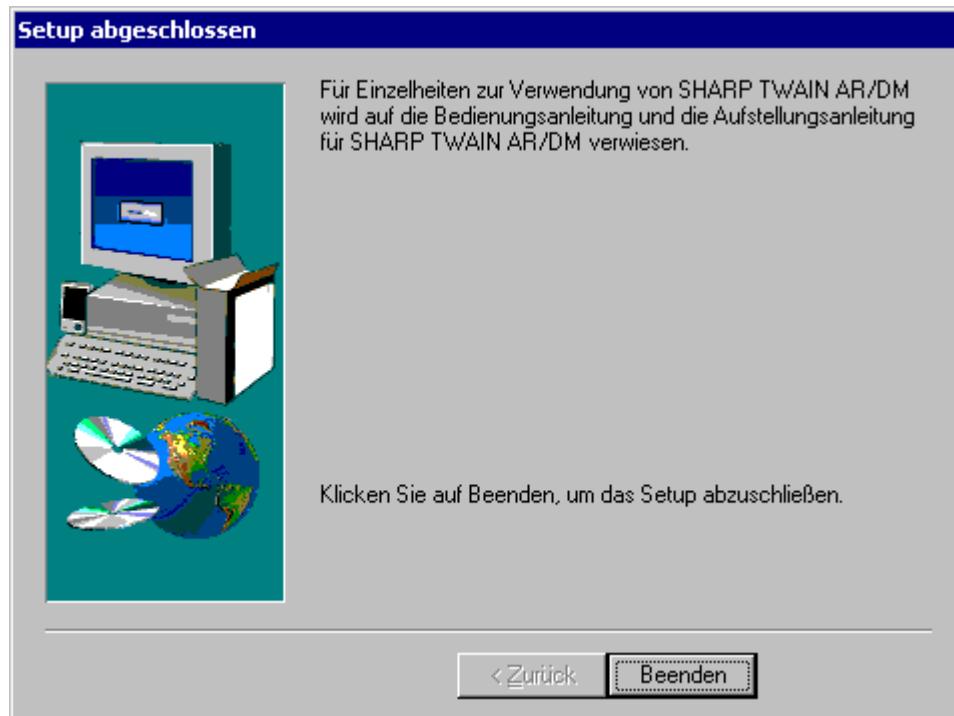 Setup abgeschlossen
Für Einzelheiten zur Verwendung von SHARP TWAIN AR/DM
wird auf die Bedienungsanleitung und die Aufstellungsanleitung
für SHARP TWAIN AR/DM verwiesen.
Klicken Sie auf Beenden, um das Setup abzuschließen.
< Zurück
Beenden